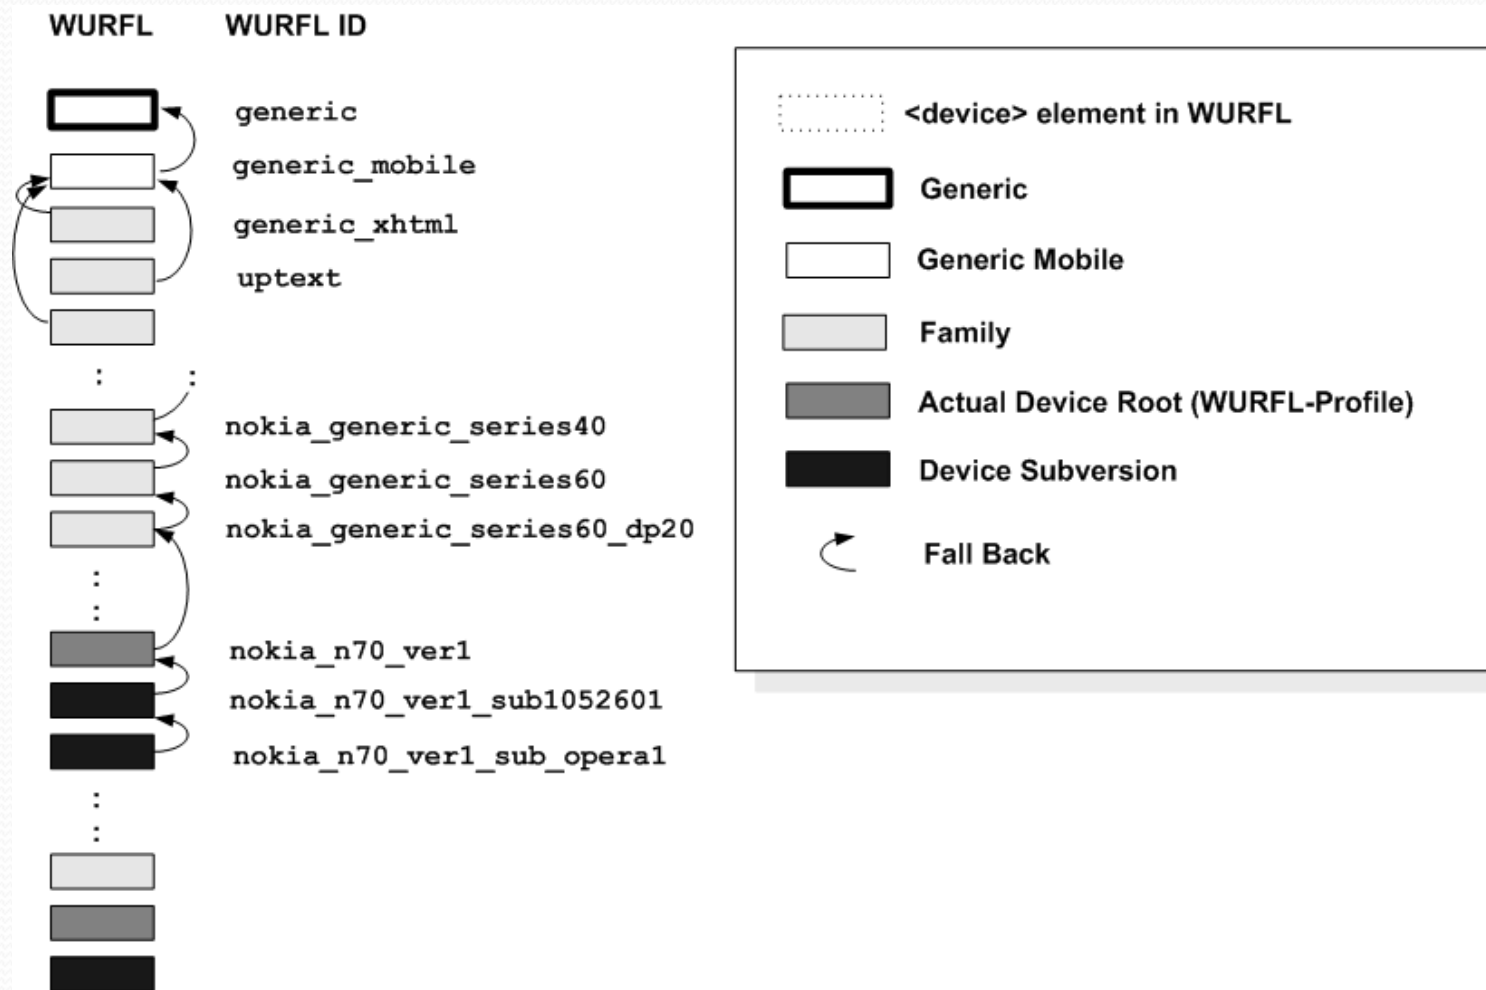 WURFL WURFL ID
generic
generic_mobile
generic_xhtml
uptext
: :
nokia_generic_series40
nokia_generic_series60
nokia_generic_series60_dp20
:
:
nokia_n70_ver1
nokia_n70_ver1_sub1052601
nokia_n70_ver1_sub_opera1
:
:
<device> element in WURFL
Generic
Generic Mobile
Family
Actual Device Root (WURFL-Profile)
Device Subversion
Fall Back